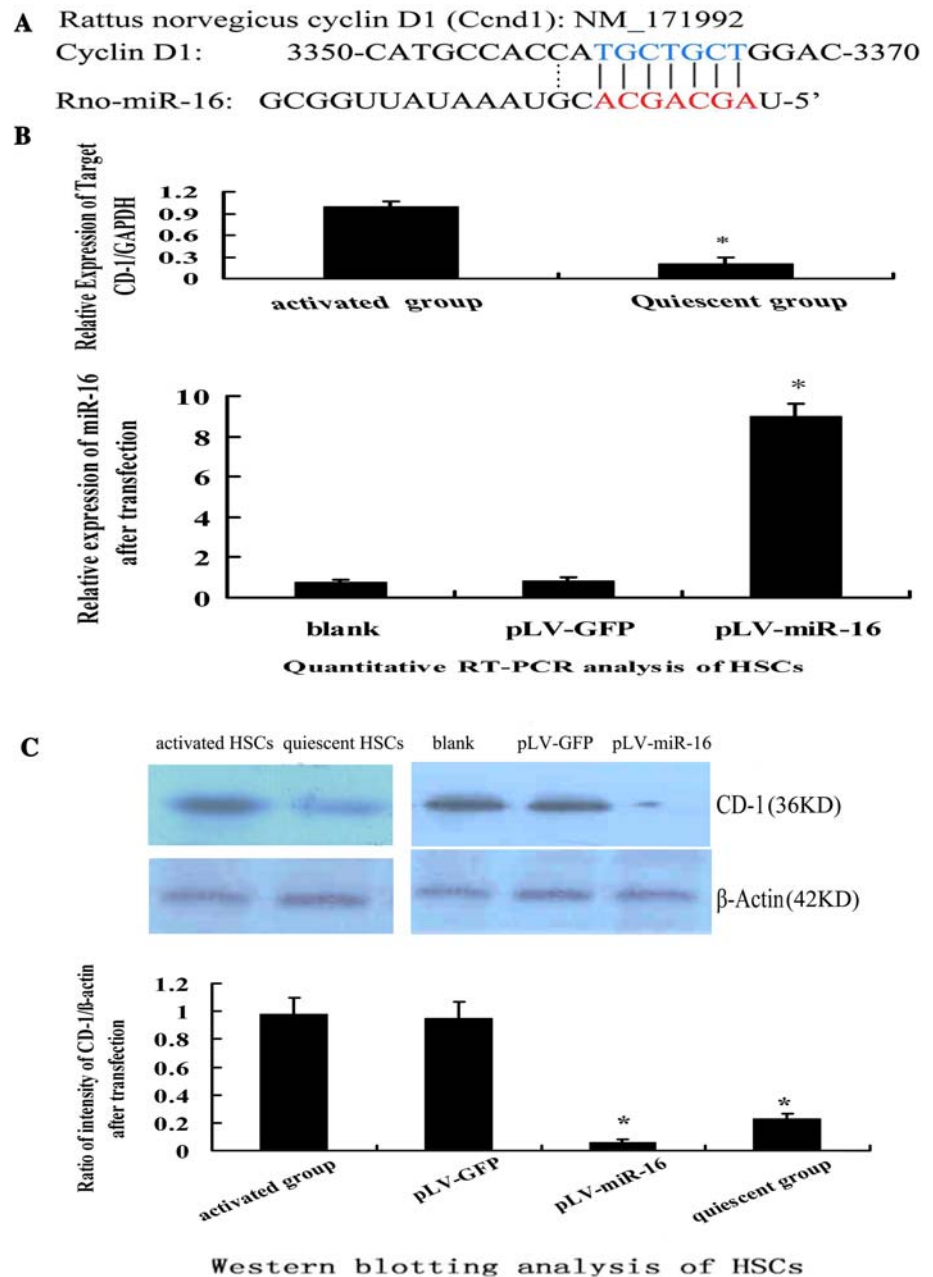 A Rattus norvegicus cyclin D1 (Ccnd1): NM_171992
Cyclin D1: 3350-CATGCCACCATGCTGCTGGAC-3370
Rno-miR-16: GCGGUUAUAAAUGCACGACGAU-5’
B
Relative Expression of Target
CD-1/GAPDH
1.2
0.9
0.6
0.3
0
*
activated group Quiescent group
Relative expression of miR-16
after transfection
10
8
6
4
2
0
*
blank pLV-GFP pLV-miR-16
Quantitative RT-PCR analysis of HSCs
C
activated HSCs quiescent HSCs blank pLV-GFP pLV-miR-16
CD-1(36KD)
β-Actin(42KD)
Ratio of intensity of CD-1/ß-actin
after transfection
1.2
1
0.8
0.6
0.4
0.2
0
* *
activated group pLV-GFP pLV-miR-16 quiescent group
Western blotting analysis of HSCs